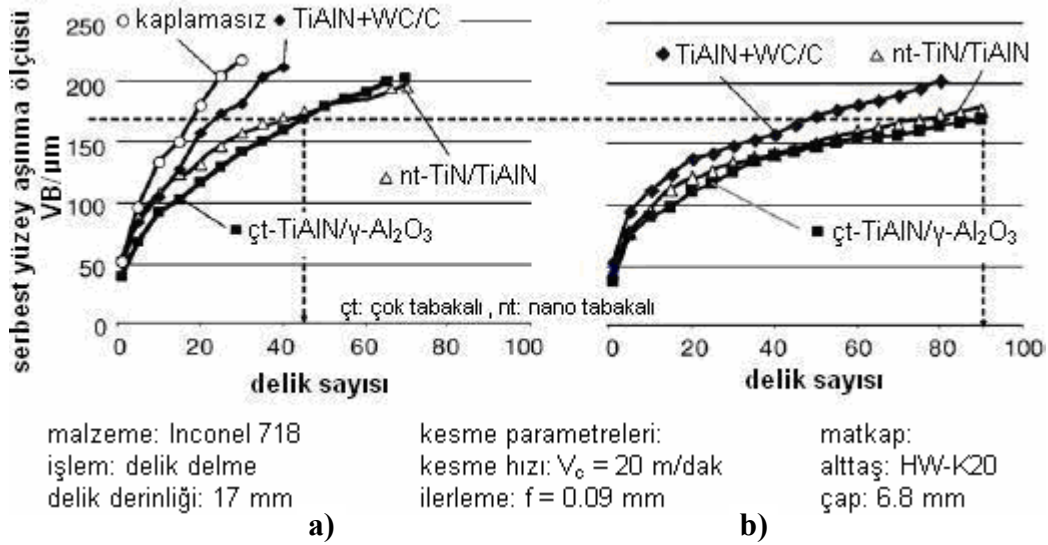 serbest yüzey aşınma ölçüsü
VB/µm
250
200
150
100
50
0
kaplamasız
TiAlN+WC/C
nt-TiN/TiAlN
çt-TiAlN/γ-Al₂O₃
çt: çok tabakalı , nt: nano tabakalı
0 20 40 60 80 100
delik sayısı
TiAlN+WC/C
nt-TiN/TiAlN
çt-TiAlN/γ-Al₂O₃
0 20 40 60 80 100
delik sayısı
malzeme: Inconel 718
işlem: delik delme
delik derinliği: 17 mm
kesme parametreleri:
kesme hızı: V꜀ = 20 m/dak
ilerleme: f = 0.09 mm
matkap:
alttaş: HW-K20
çap: 6.8 mm
a)
b)